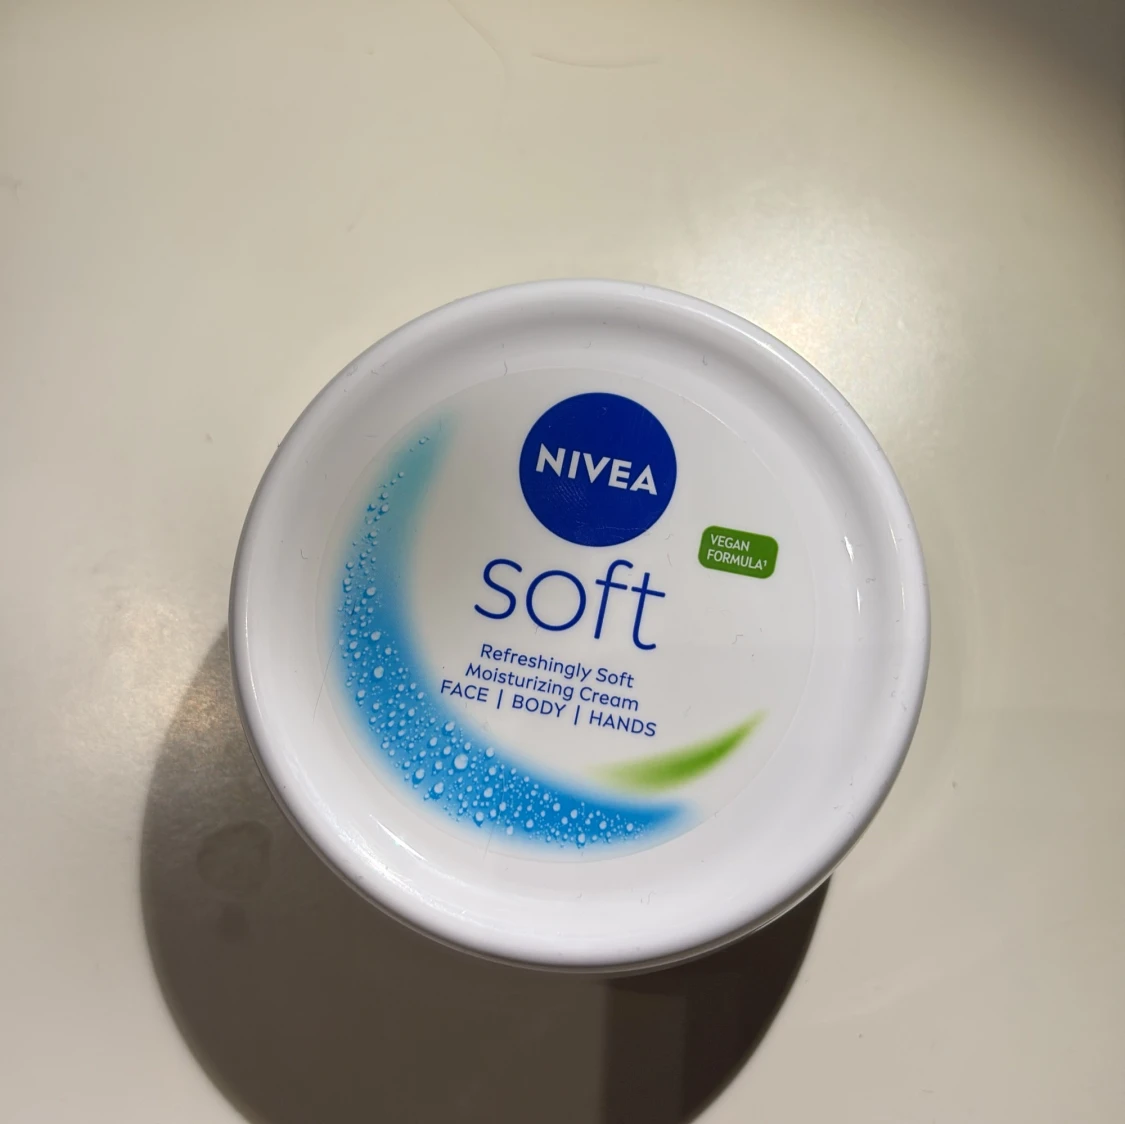 NIVEA
VEGAN
FORMULA¹
soft
Refreshingly Soft
Moisturizing Cream
FACE | BODY | HANDS